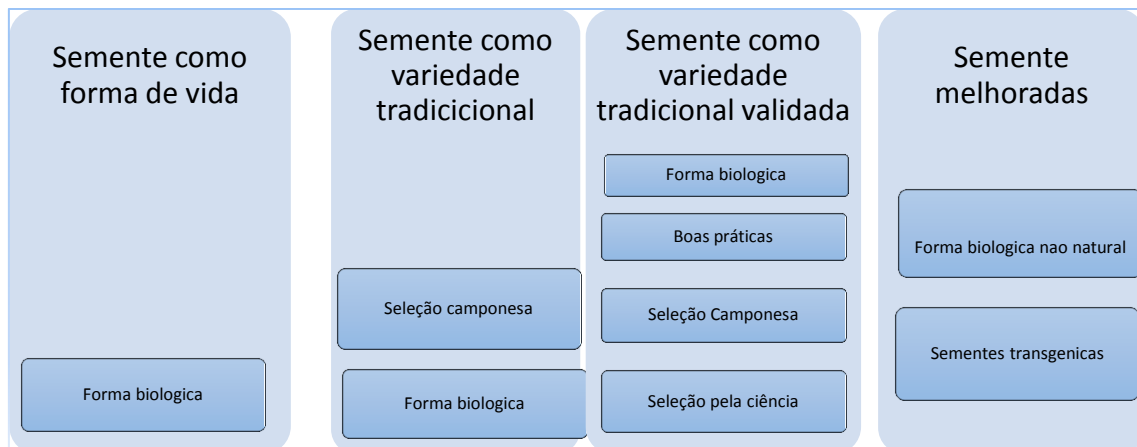 Semente como
forma de vida
Forma biologica
Semente como
variedade
tradicicional
Seleção camponesa
Forma biologica
Semente como
variedade
tradicional validada
Forma biologica
Boas práticas
Seleção Camponesa
Seleção pela ciência
Semente
melhoradas
Forma biologica nao natural
Sementes transgenicas